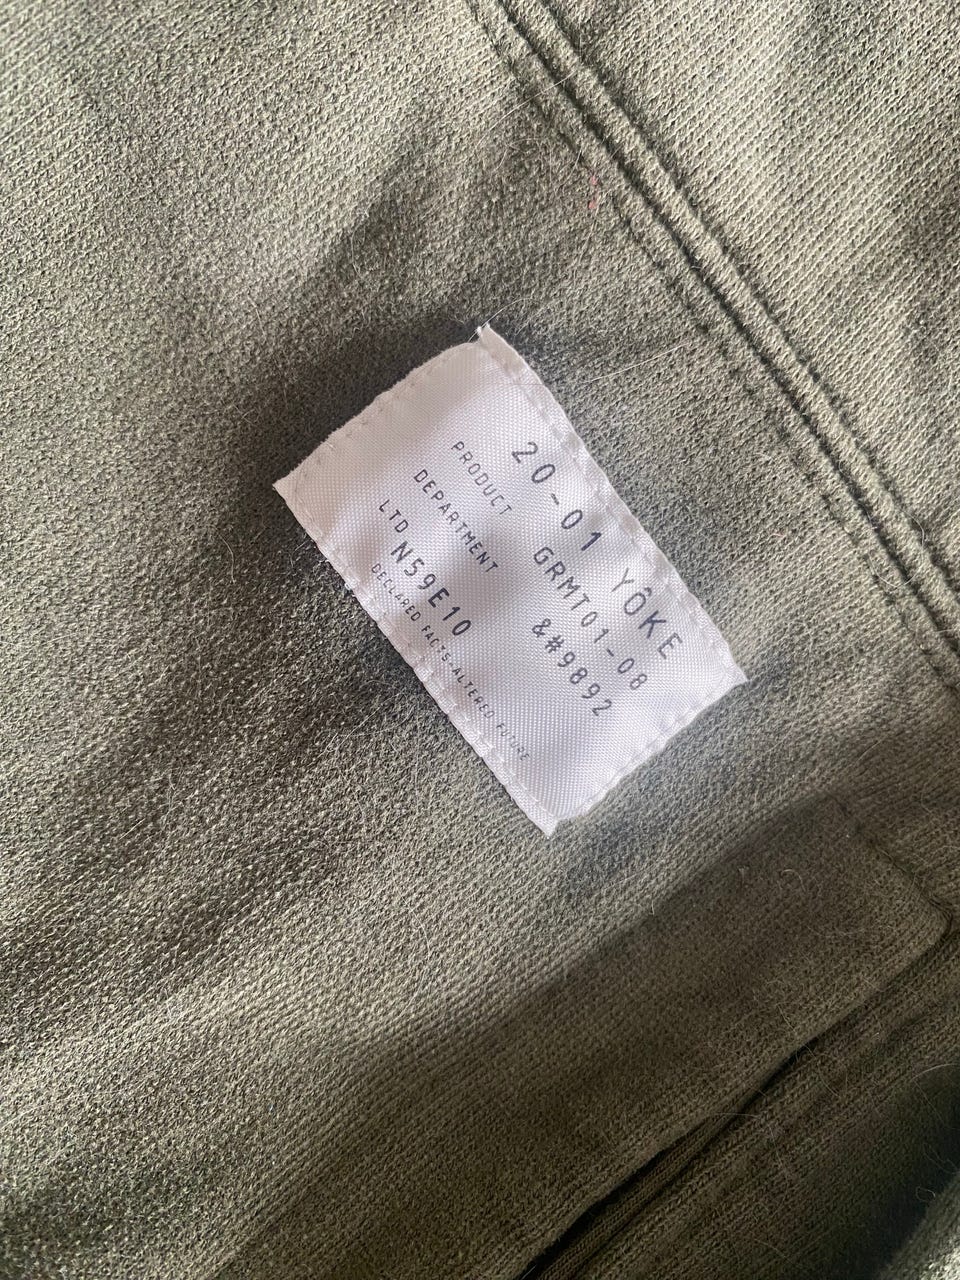 20-01 YÔKE
PRODUCT GRMT01-08
DEPARTMENT &#9892
LTD N59E10
DECLARED FACTS-ALTERED FUTURE